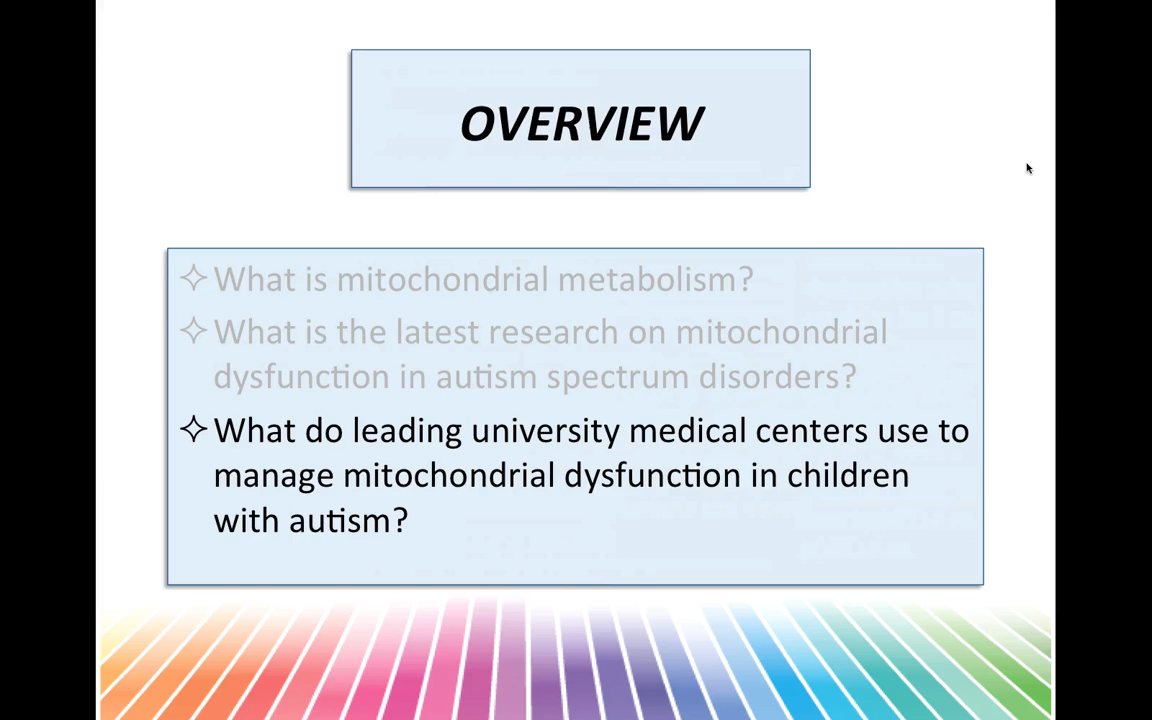 OVERVIEW
What is mitochondrial metabolism?
What is the latest research on mitochondrial
dysfunction in autism spectrum disorders?
What do leading university medical centers use to
manage mitochondrial dysfunction in children
with autism?